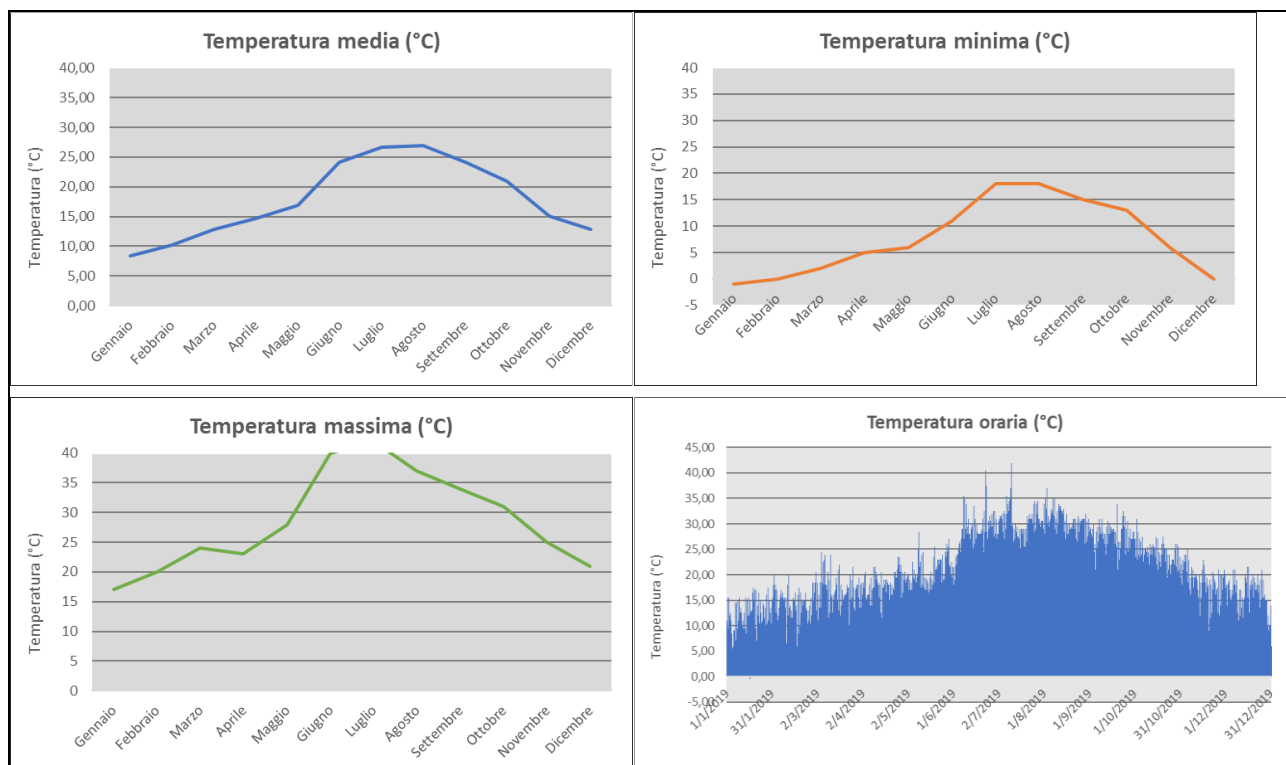 Temperatura media (°C)
Temperatura (°C)
40,00
35,00
30,00
25,00
20,00
15,00
10,00
5,00
0,00
Gennaio
Febbraio
Marzo
Aprile
Maggio
Giugno
Luglio
Agosto
Settembre
Ottobre
Novembre
Dicembre
Temperatura minima (°C)
Temperatura (°C)
40
35
30
25
20
15
10
5
0
-5
Gennaio
Febbraio
Marzo
Aprile
Maggio
Giugno
Luglio
Agosto
Settembre
Ottobre
Novembre
Dicembre
Temperatura massima (°C)
Temperatura (°C)
40
35
30
25
20
15
10
5
0
Gennaio
Febbraio
Marzo
Aprile
Maggio
Giugno
Luglio
Agosto
Settembre
Ottobre
Novembre
Dicembre
Temperatura oraria (°C)
Temperatura (°C)
45,00
40,00
35,00
30,00
25,00
20,00
15,00
10,00
5,00
0,00
-5,00
1/1/2019
31/1/2019
2/3/2019
2/4/2019
2/5/2019
1/6/2019
2/7/2019
1/8/2019
1/9/2019
1/10/2019
31/10/2019
1/12/2019
31/12/2019